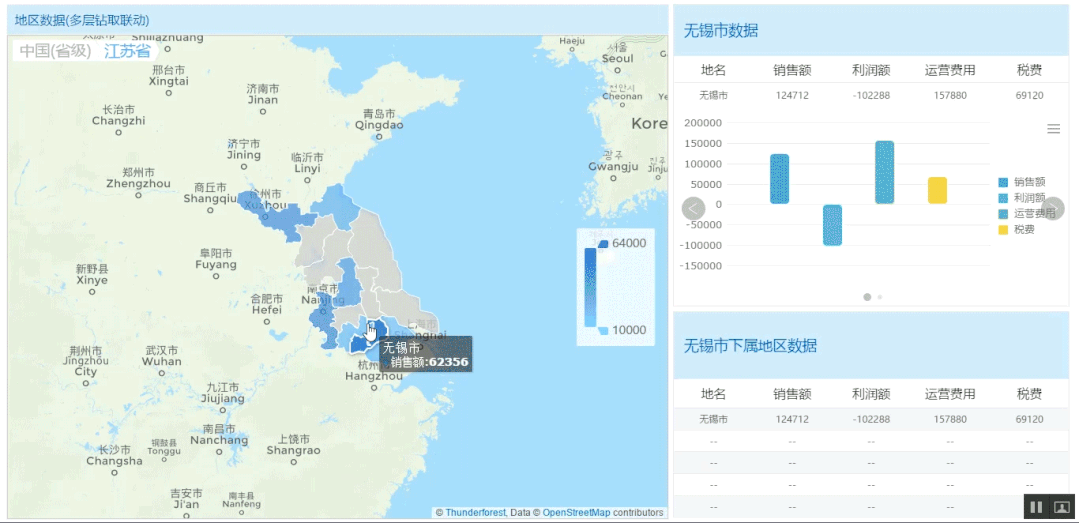 地区数据(多层钻取联动)
中国(省级) 江苏省
Shijiazhuang
Haeju
서울
Seoul
邢台市
Xingtai
济南市
Jinan
천안시
Cheonan
长治市
Changzhi
青岛市
Qingdao
Kore
济宁市
Jining
临沂市
Linyi
광주
Gwangju
진주
Jinju
郑州市
Zhengzhou
商丘市
Shangqiu
徐州市
Xuzhou
阜阳市
Fuyang
新野县
Xinye
南京市
Nanjing
合肥市
Hefei
上海市
Shanghai
64000
10000
无锡市
销售额:62356
荆州市
Jingzhou
City
武汉市
Wuhan
杭州
Hangzhou
九江市
Jiujiang
南昌市
Nanchang
铜鼓县
Tonggu
上饶市
Shangrao
长沙市
Changsha
吉安市
Ji'an
南丰县
Nanfeng
© Thunderforest, Data © OpenStreetMap contributors
无锡市数据
地名 销售额 利润额 运营费用 税费
无锡市 124712 -102288 157880 69120
200000
150000
100000
50000
0
-50000
-100000
-150000
销售额
利润额
运营费用
税费
无锡市下属地区数据
地名 销售额 利润额 运营费用 税费
无锡市 124712 -102288 157880 69120
-- -- -- -- --
-- -- -- -- --
-- -- -- -- --
-- -- -- -- --